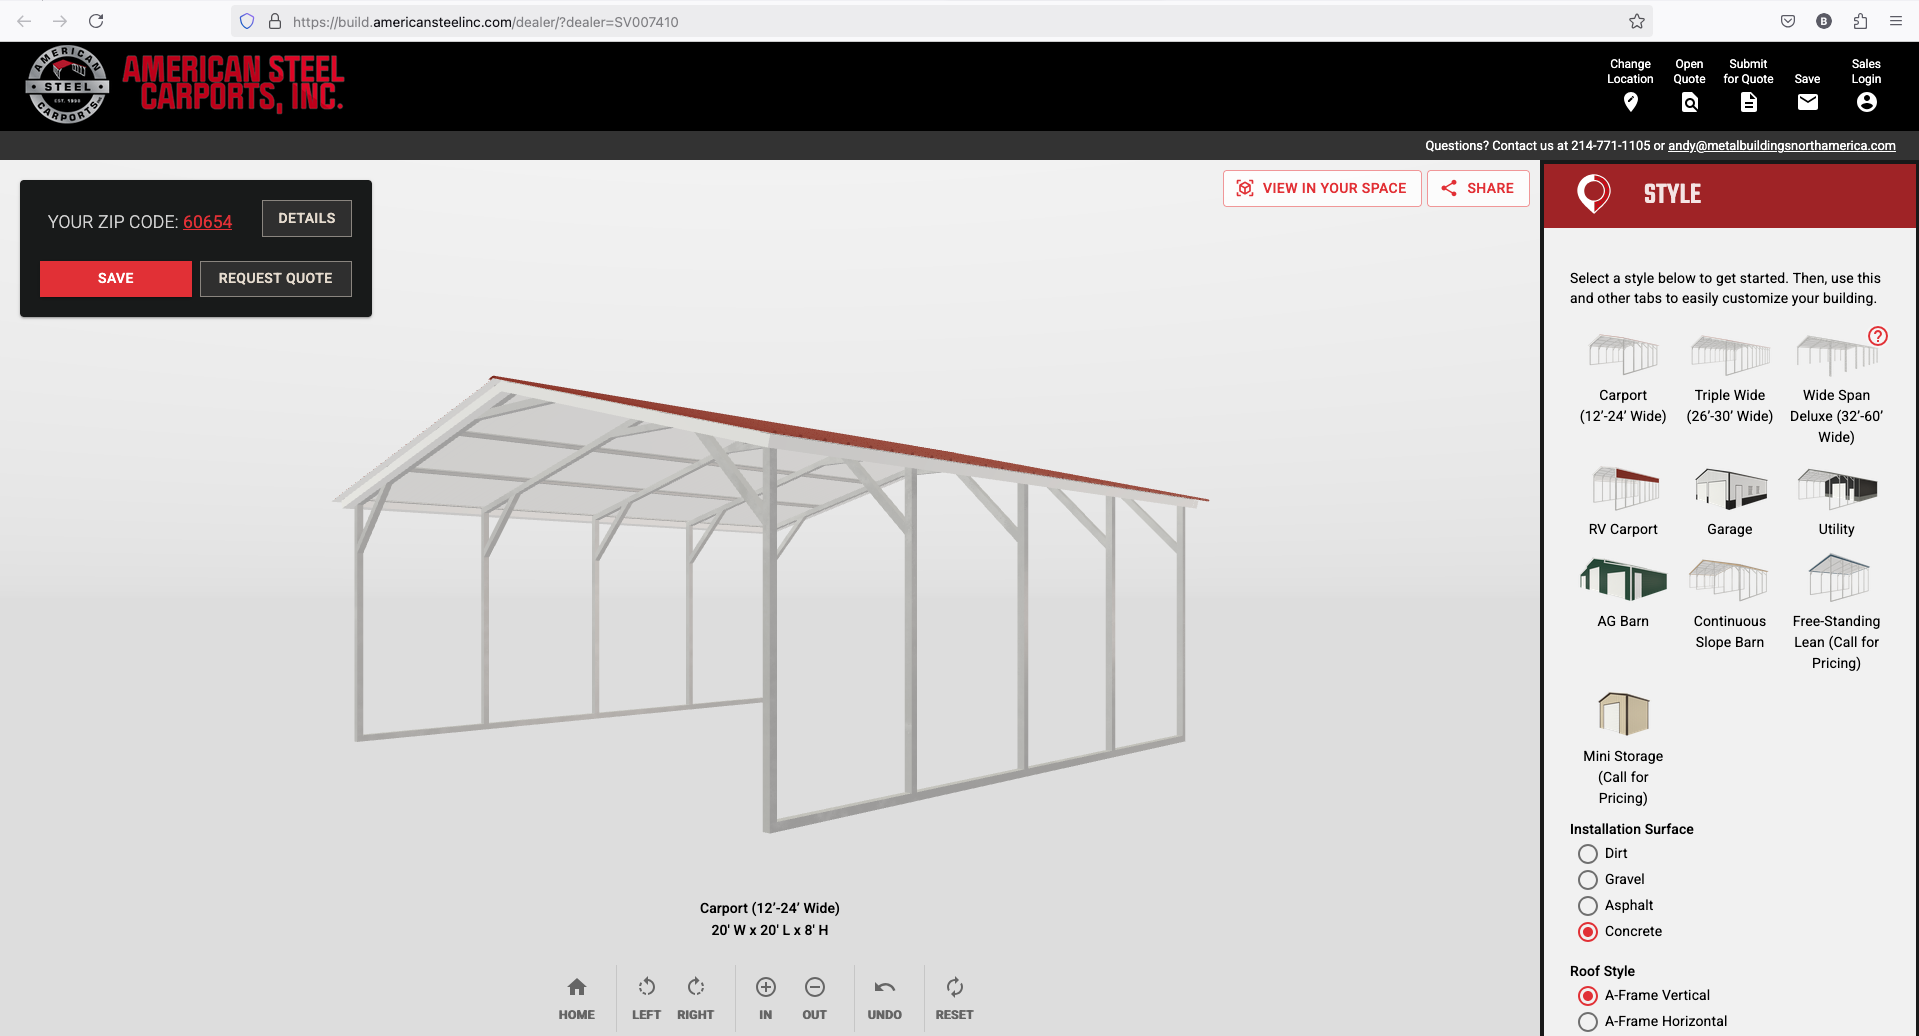 https://build.americansteelinc.com/dealer/?dealer=SV007410
B
AMERICAN
STEEL
EST. 1990
CARPORTS
AMERICAN STEEL
CARPORTS, INC.
Change
Location
Open
Quote
Submit
for Quote
Save
Sales
Login
Questions? Contact us at 214-771-1105 or andy@metalbuildingsnorthamerica.com
YOUR ZIP CODE: 60654
DETAILS
SAVE
REQUEST QUOTE
VIEW IN YOUR SPACE
SHARE
STYLE
Select a style below to get started. Then, use this
and other tabs to easily customize your building.
?
Carport
(12’-24’ Wide)
Triple Wide
(26’-30’ Wide)
Wide Span
Deluxe (32’-60’
Wide)
RV Carport
Garage
Utility
AG Barn
Continuous
Slope Barn
Free-Standing
Lean (Call for
Pricing)
Mini Storage
(Call for
Pricing)
Installation Surface
Dirt
Gravel
Asphalt
Concrete
Roof Style
A-Frame Vertical
A-Frame Horizontal
Carport (12’-24’ Wide)
20' W x 20' L x 8' H
HOME
LEFT
RIGHT
IN
OUT
UNDO
RESET